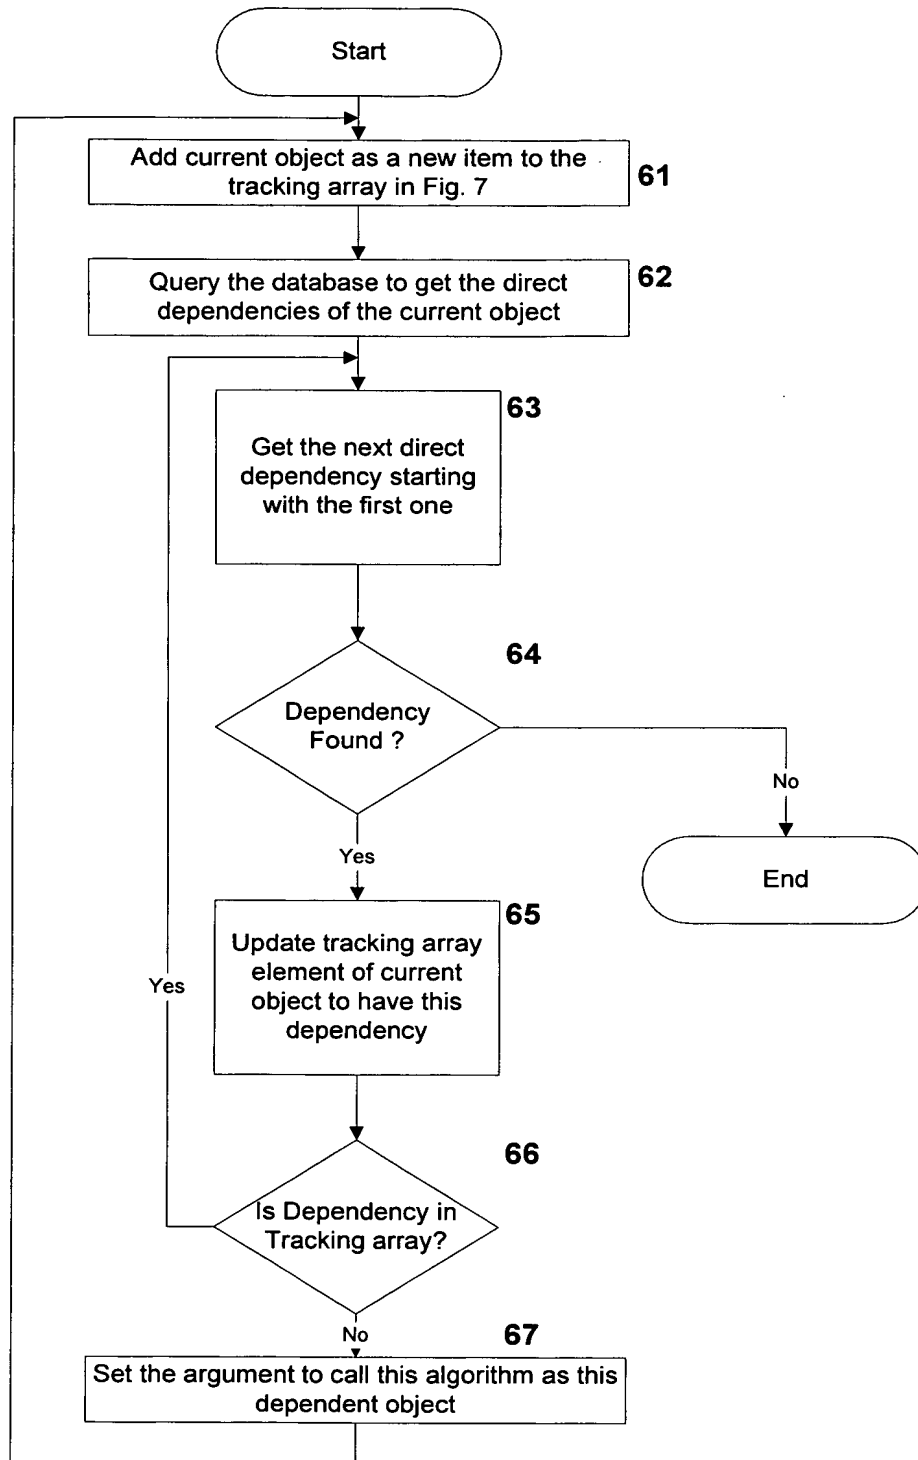 Start
Add current object as a new item to the
tracking array in Fig. 7
61
Query the database to get the direct
dependencies of the current object
62
63
Get the next direct
dependency starting
with the first one
64
Dependency
Found ?
No
Yes
End
65
Update tracking array
element of current
object to have this
dependency
Yes
66
Is Dependency in
Tracking array?
No
67
Set the argument to call this algorithm as this
dependent object